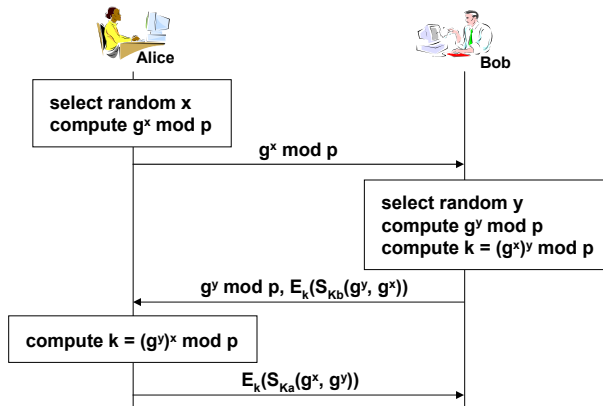 Alice
Bob
select random x
compute gˣ mod p
gˣ mod p
select random y
compute gʸ mod p
compute k = (gˣ)ʸ mod p
gʸ mod p, Eₖ(S_Kb(gʸ, gˣ))
compute k = (gʸ)ˣ mod p
Eₖ(S_Ka(gˣ, gʸ))